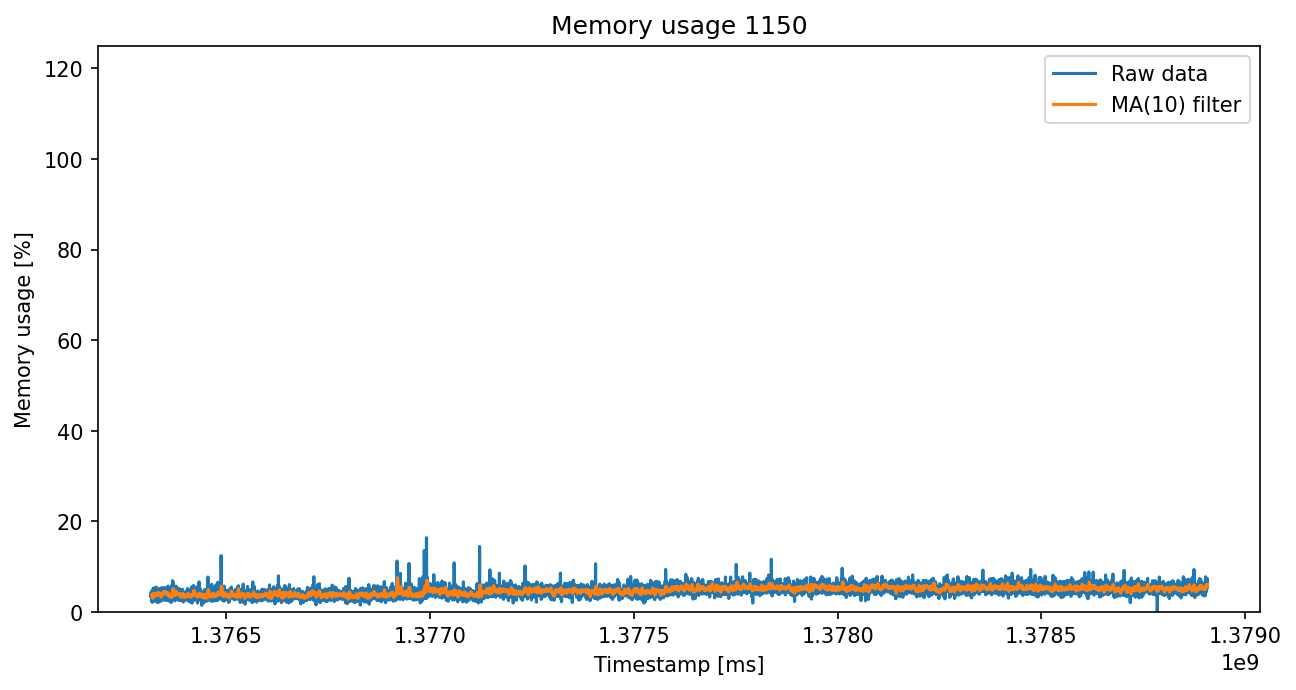 Memory usage 1150
Raw data
MA(10) filter
Memory usage [%]
120
100
80
60
40
20
0
1.3765 1.3770 1.3775 1.3780 1.3785 1.3790
1e9
Timestamp [ms]